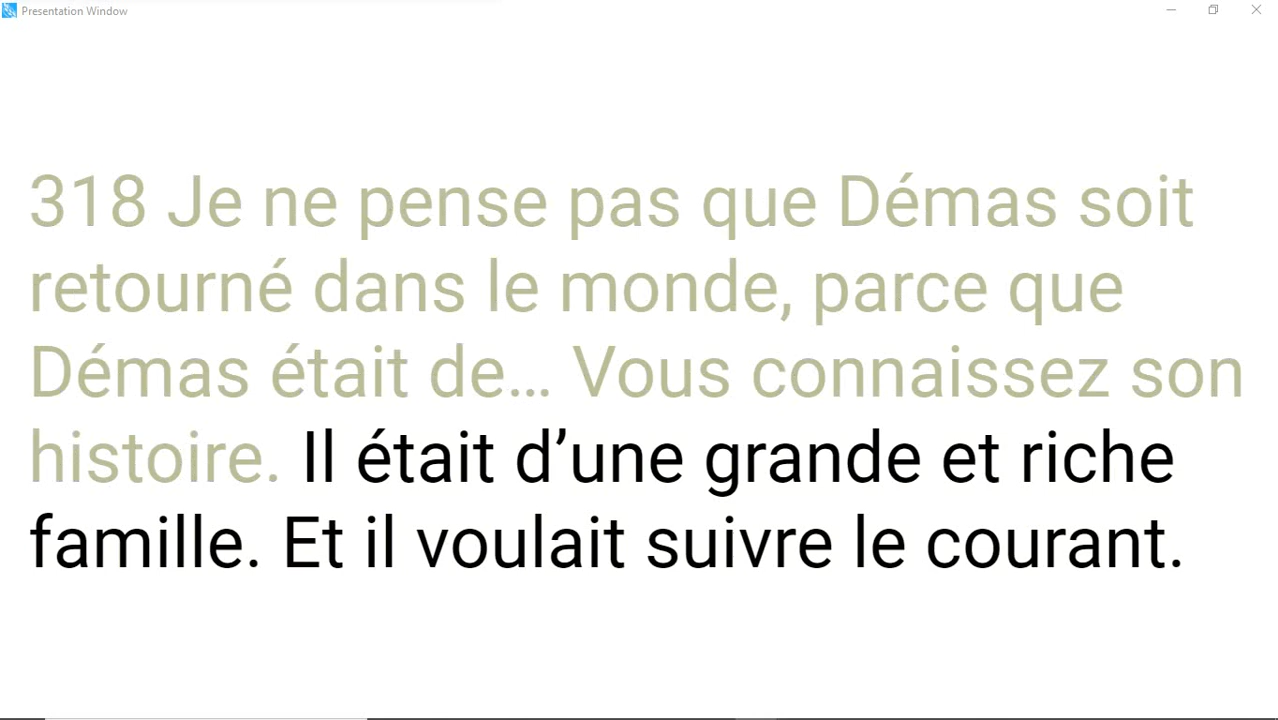 Presentation Window
318 Je ne pense pas que Démas soit
retourné dans le monde, parce que
Démas était de… Vous connaissez son
histoire. Il était d’une grande et riche
famille. Et il voulait suivre le courant.